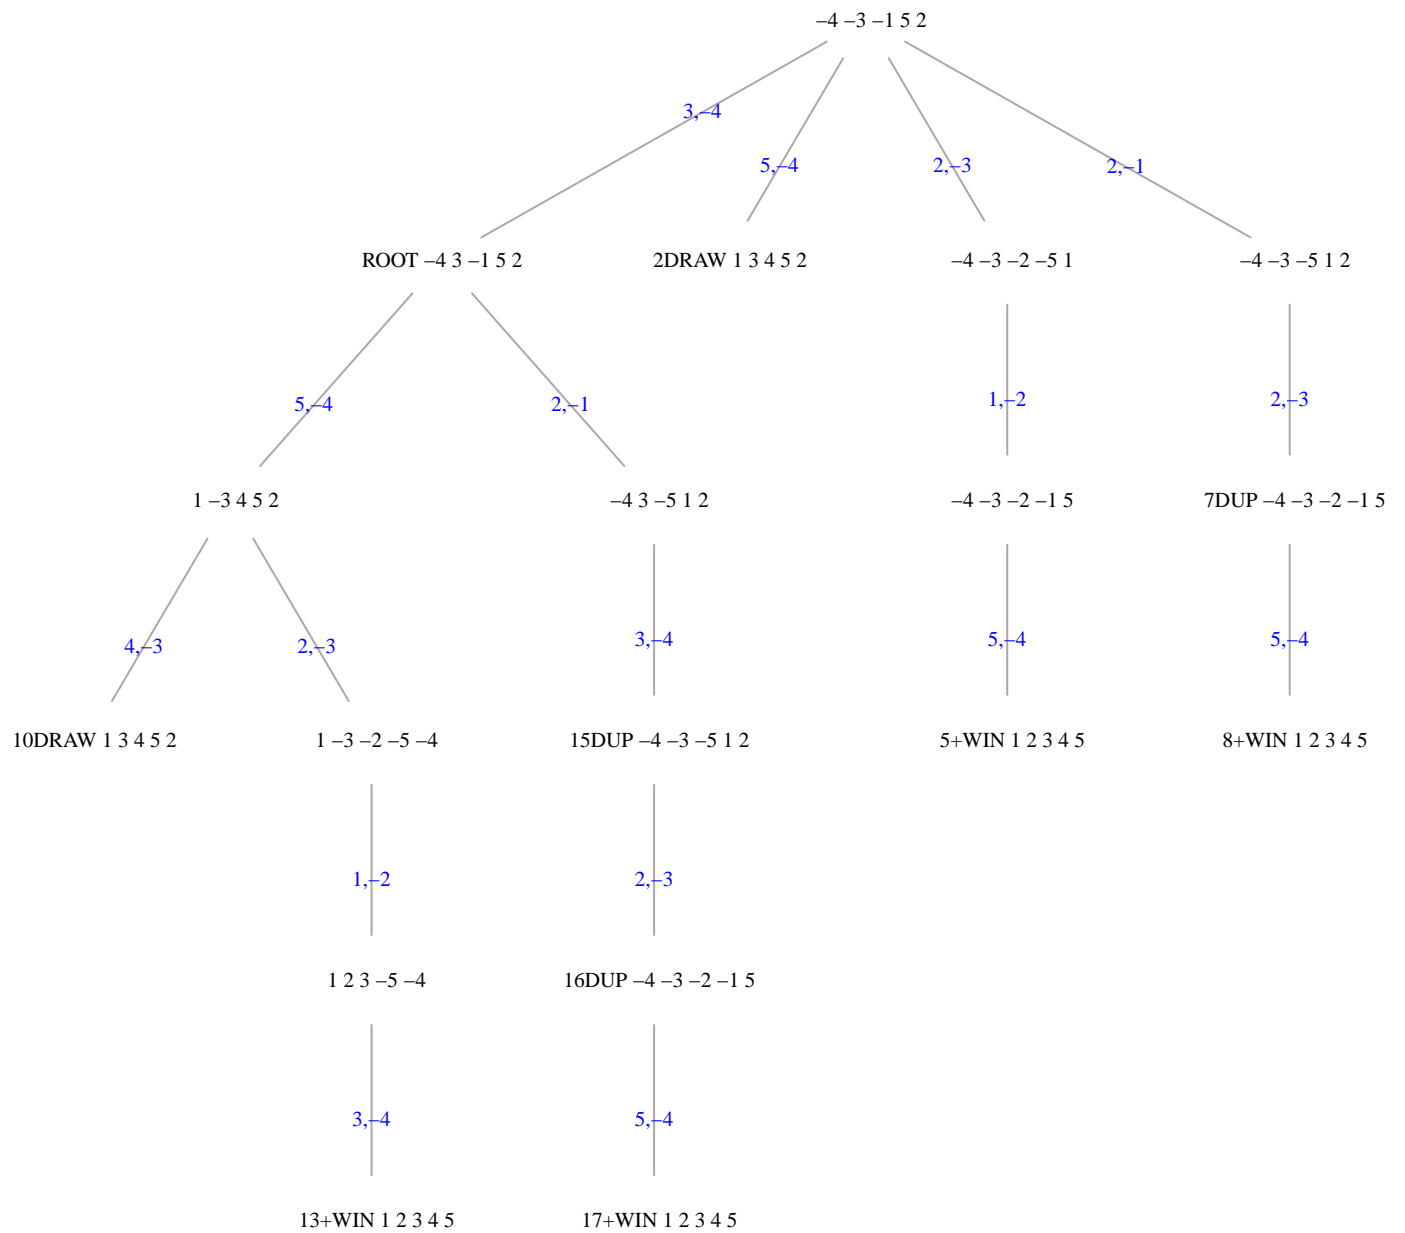 –4 –3 –1 5 2
3,–4
5,–4
2,–3
2,–1
ROOT –4 3 –1 5 2
2DRAW 1 3 4 5 2
–4 –3 –2 –5 1
–4 –3 –5 1 2
5,–4
2,–1
1,–2
2,–3
1 –3 4 5 2
–4 3 –5 1 2
–4 –3 –2 –1 5
7DUP –4 –3 –2 –1 5
4,–3
2,–3
3,–4
5,–4
5,–4
10DRAW 1 3 4 5 2
1 –3 –2 –5 –4
15DUP –4 –3 –5 1 2
5+WIN 1 2 3 4 5
8+WIN 1 2 3 4 5
1,–2
2,–3
1 2 3 –5 –4
16DUP –4 –3 –2 –1 5
3,–4
5,–4
13+WIN 1 2 3 4 5
17+WIN 1 2 3 4 5